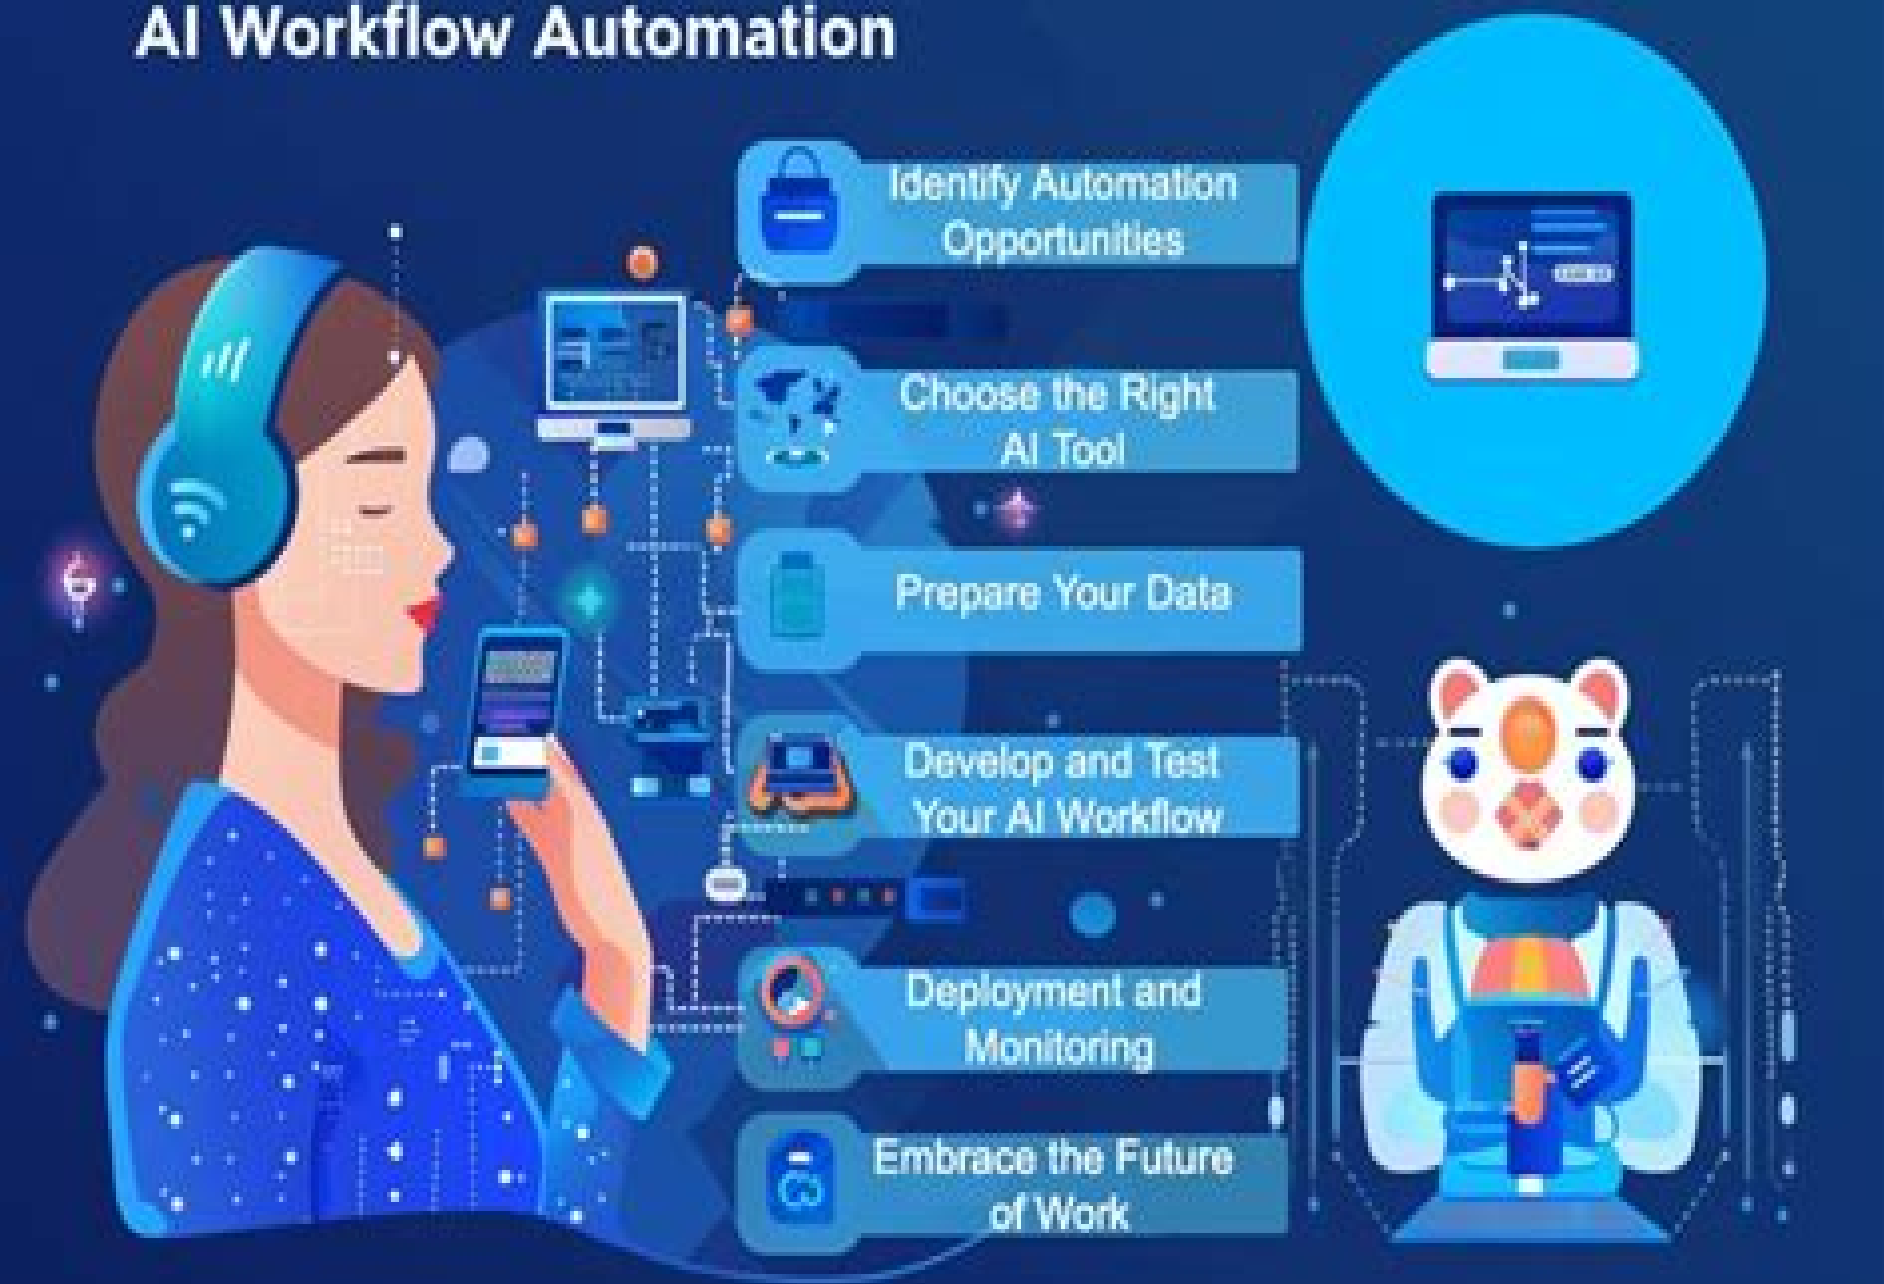 AI Workflow Automation
Identify Automation
Opportunities
Choose the Right
AI Tool
Prepare Your Data
Develop and Test
Your AI Workflow
Deployment and
Monitoring
Embrace the Future
of Work